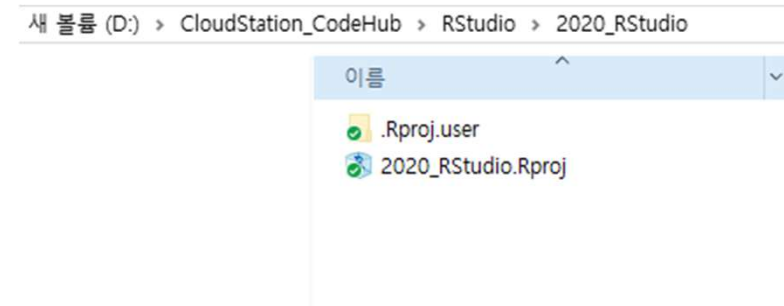 새 볼륨 (D:) > CloudStation_CodeHub > RStudio > 2020_RStudio
이름
.Rproj.user
2020_RStudio.Rproj